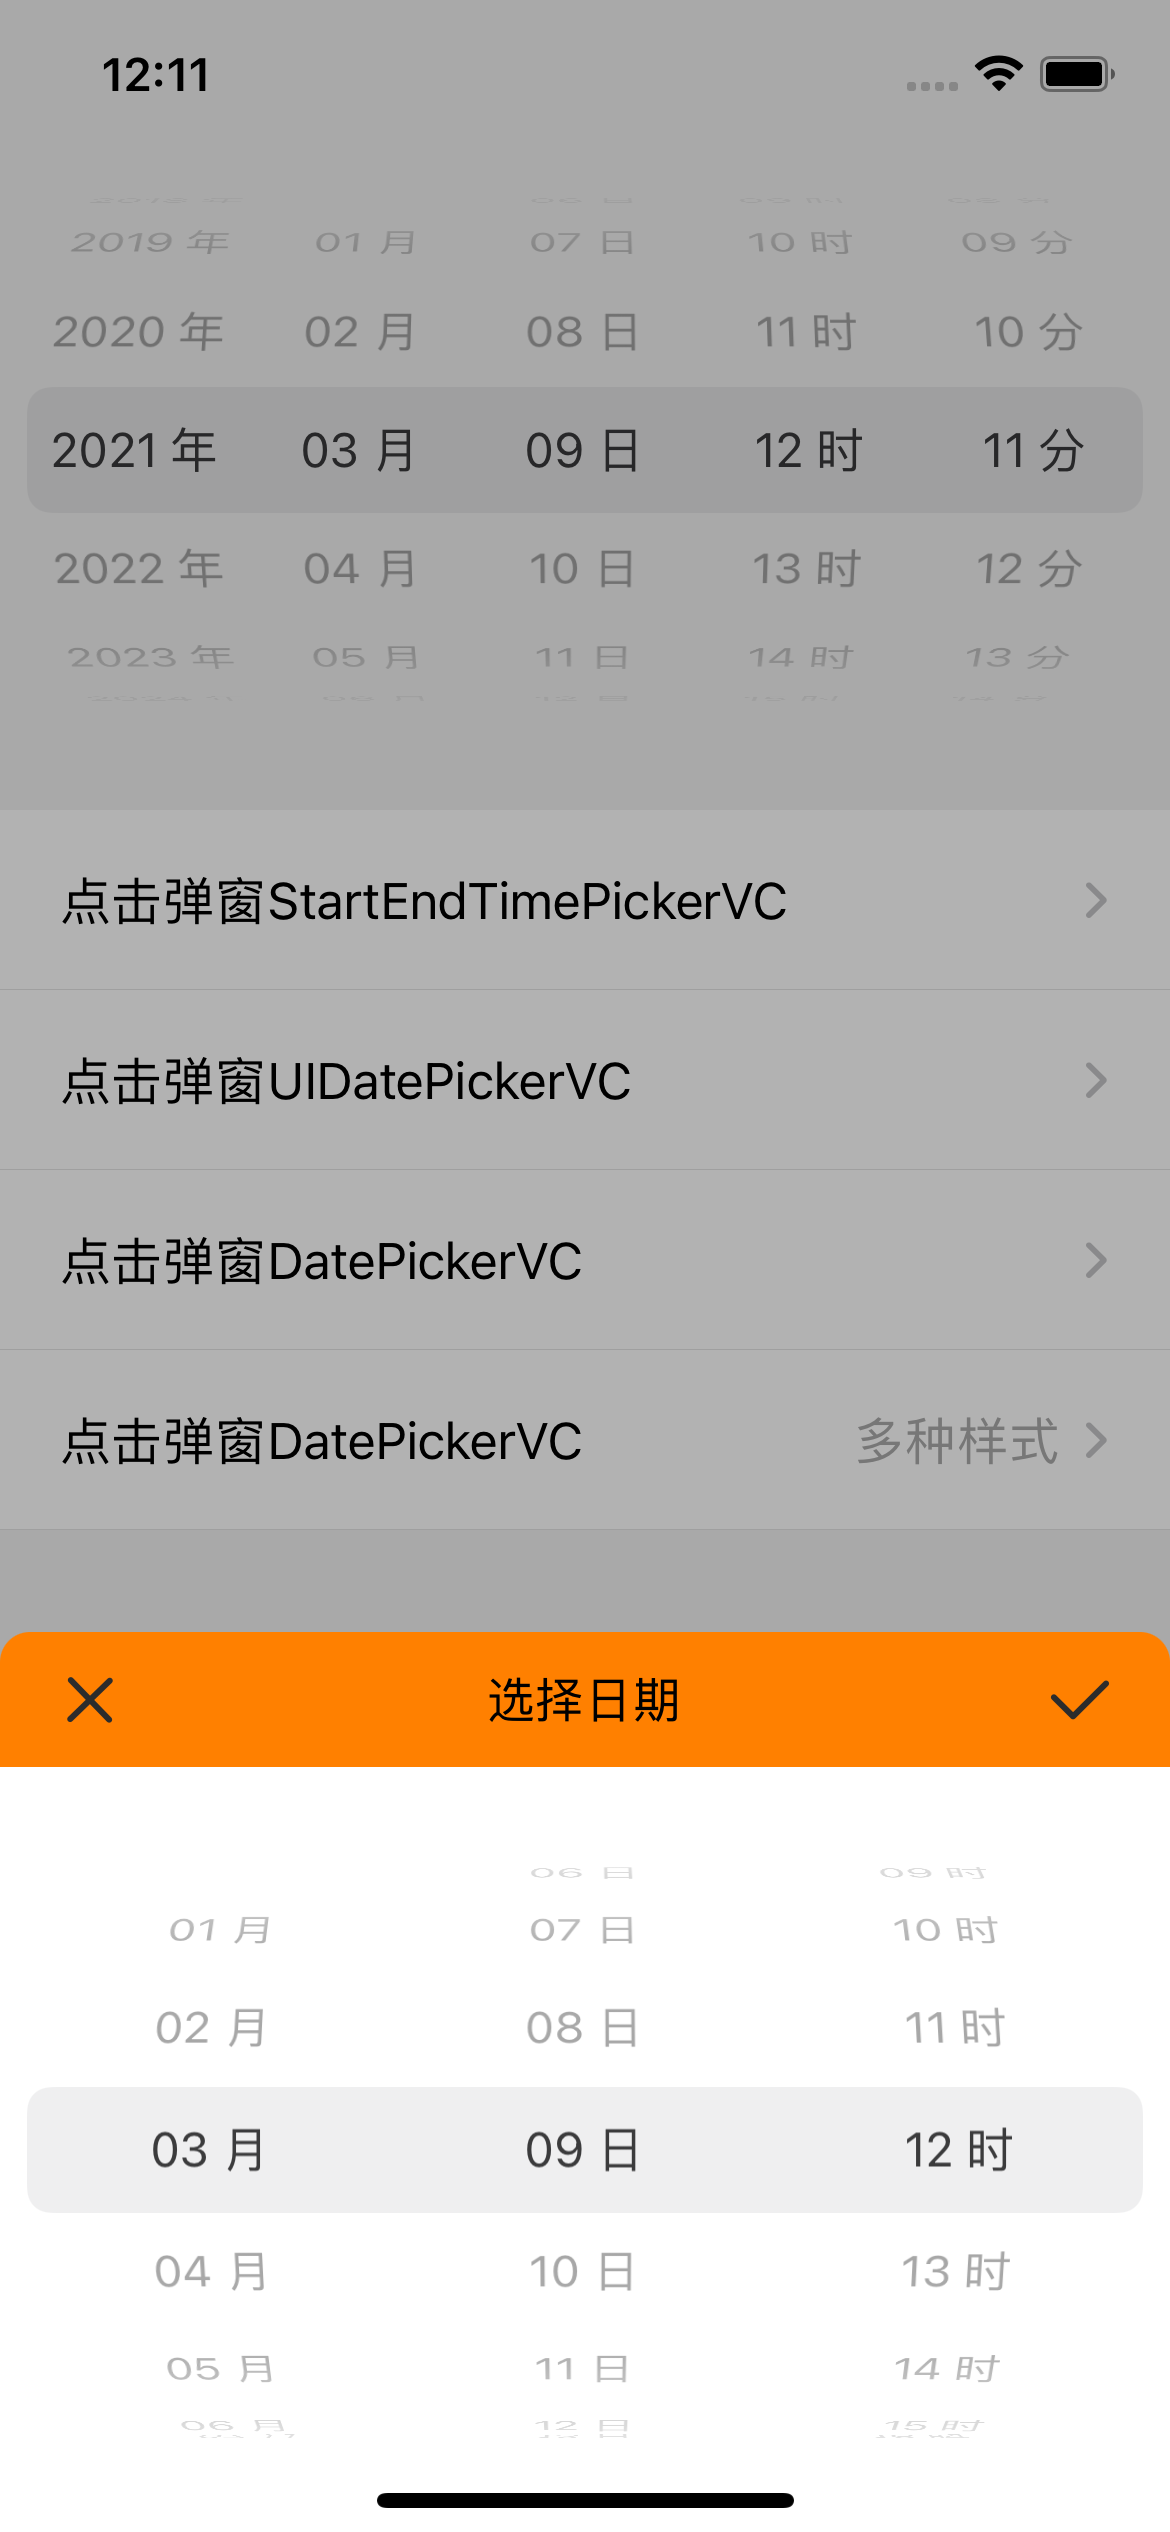 12:11
2019 年 01 月 07 日 10 时 09 分
2020 年 02 月 08 日 11 时 10 分
2021 年 03 月 09 日 12 时 11 分
2022 年 04 月 10 日 13 时 12 分
2023 年 05 月 11 日 14 时 13 分
点击弹窗StartEndTimePickerVC
点击弹窗UIDatePickerVC
点击弹窗DatePickerVC
点击弹窗DatePickerVC 多种样式
选择日期
06 日 09 时
01 月 07 日 10 时
02 月 08 日 11 时
03 月 09 日 12 时
04 月 10 日 13 时
05 月 11 日 14 时
06 月 12 日 15 时